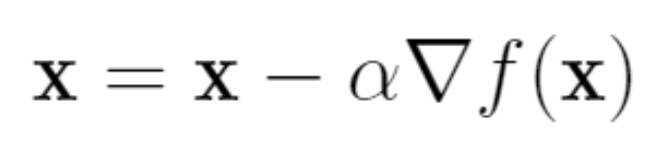 𝐱 = 𝐱 − α∇f(𝐱)